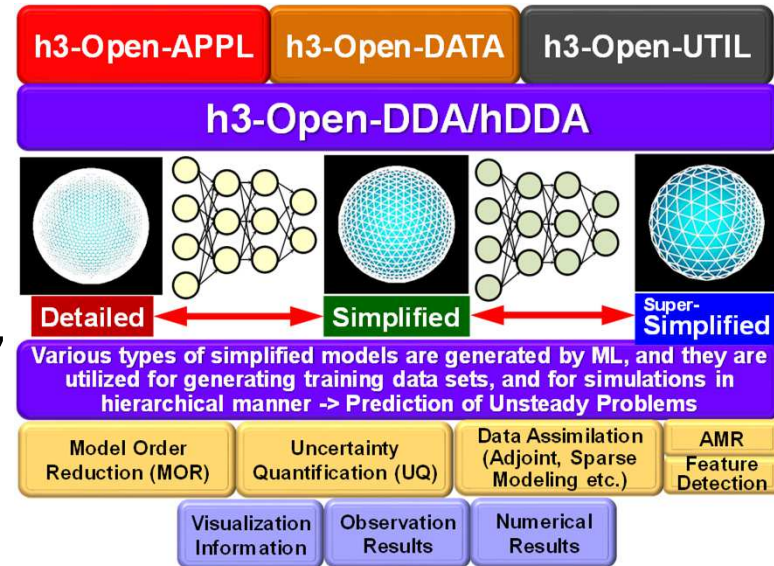 h3-Open-APPL
h3-Open-DATA
h3-Open-UTIL
h3-Open-DDA/hDDA
Detailed
Simplified
Super-
Simplified
,
Various types of simplified models are generated by ML, and they are
utilized for generating training data sets, and for simulations in
hierarchical manner -> Prediction of Unsteady Problems
Model Order
Reduction (MOR)
Uncertainty
Quantification (UQ)
Data Assimilation
(Adjoint, Sparse
Modeling etc.)
AMR
Feature
Detection
Visualization
Information
Observation
Results
Numerical
Results